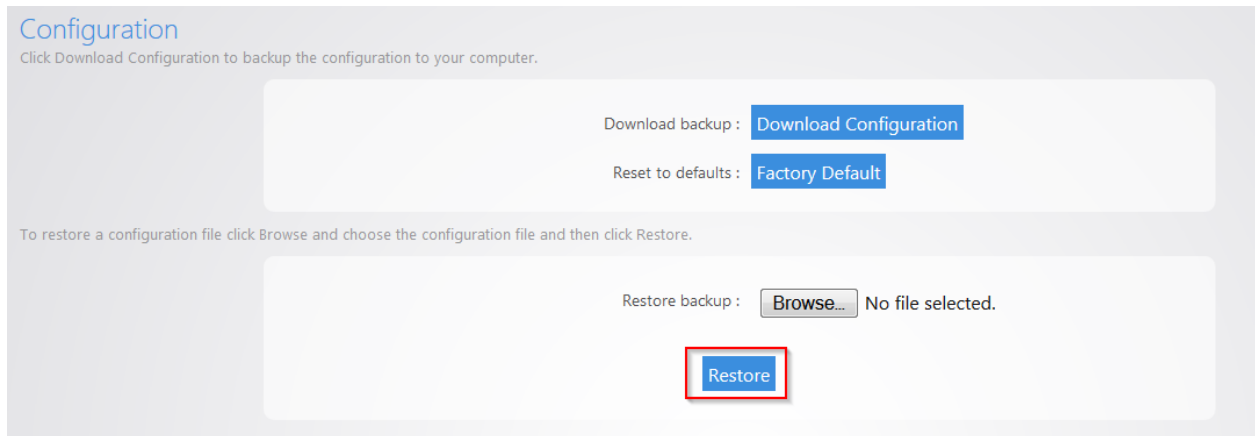 Configuration
Click Download Configuration to backup the configuration to your computer.
Download backup : Download Configuration
Reset to defaults : Factory Default
To restore a configuration file click Browse and choose the configuration file and then click Restore.
Restore backup : Browse... No file selected.
Restore